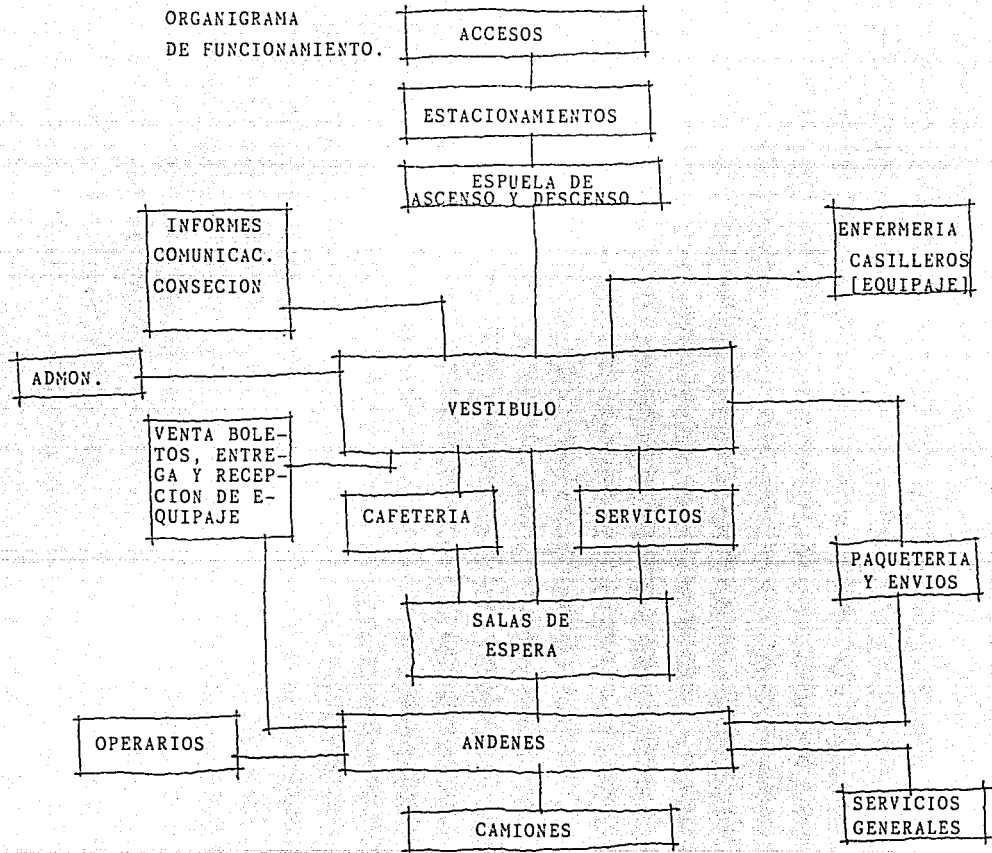 ORGANIGRAMA
DE FUNCIONAMIENTO.
ACCESOS
ESTACIONAMIENTOS
ESPUELA DE
ASCENSO Y DESCENSO
INFORMES
COMUNICAC.
CONSECION
ENFERMERIA
CASILLEROS
[EQUIPAJE]
ADMON.
VESTIBULO
VENTA BOLE-
TOS, ENTRE-
GA Y RECEP-
CION DE E-
QUIPAJE
CAFETERIA
SERVICIOS
PAQUETERIA
Y ENVIOS
SALAS DE
ESPERA
OPERARIOS
ANDENES
CAMIONES
SERVICIOS
GENERALES